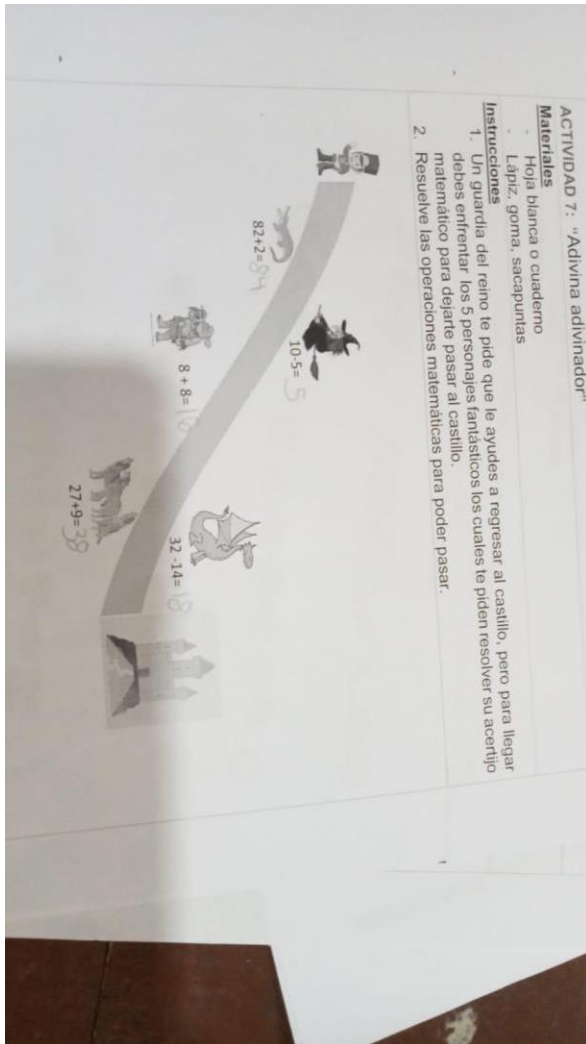 ACTIVIDAD 7: "Adivina adivinador"
Materiales
- Hoja blanca o cuaderno
- Lápiz, goma, sacapuntas
Instrucciones
1. Un guardia del reino te pide que le ayudes a regresar al castillo, pero para llegar
debes enfrentar los 5 personajes fantásticos los cuales te piden resolver su acertijo
matemático para dejarte pasar al castillo.
2. Resuelve las operaciones matemáticas para poder pasar.
10-5= 5
82+2= 84
32 -14= 18
8 + 8= 16
27+9= 38